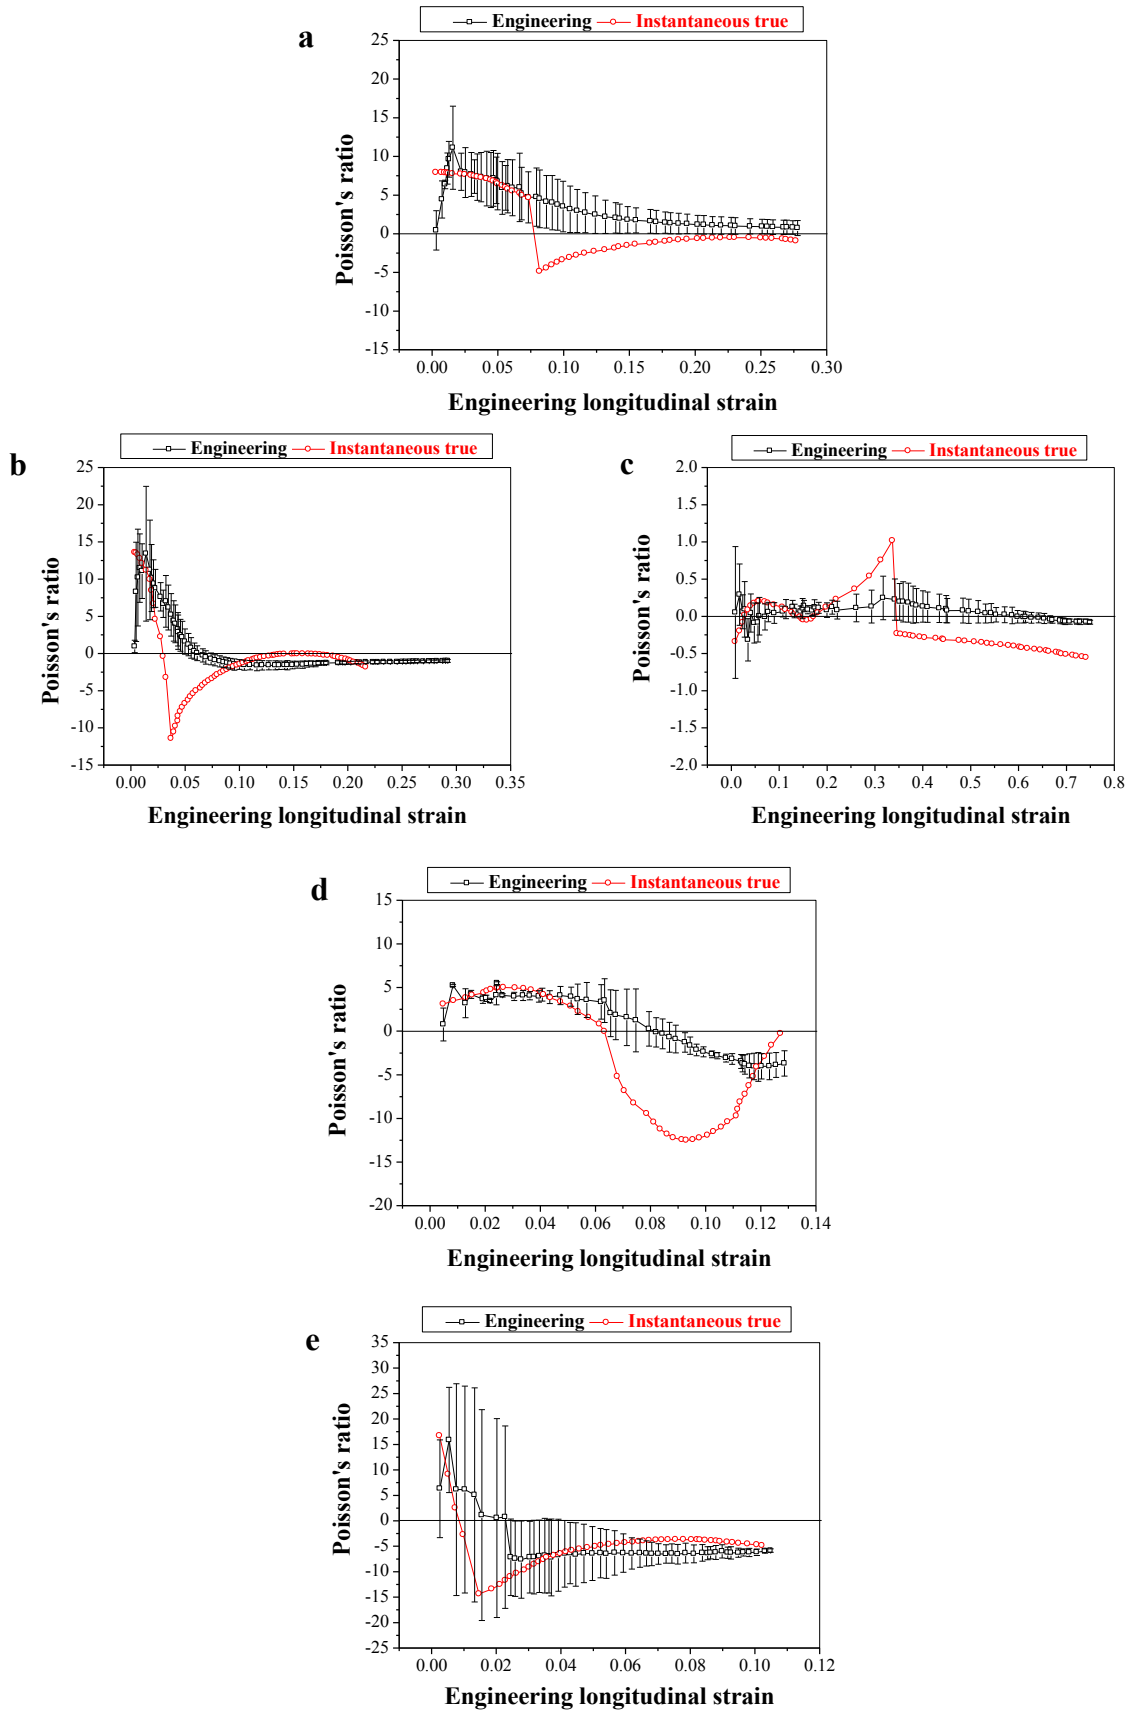 a
Engineering Instantaneous true
25
20
15
10
5
0
-5
-10
-15
Poisson's ratio
0.00 0.05 0.10 0.15 0.20 0.25 0.30
Engineering longitudinal strain
b
Engineering Instantaneous true
25
20
15
10
5
0
-5
-10
-15
Poisson's ratio
0.00 0.05 0.10 0.15 0.20 0.25 0.30 0.35
Engineering longitudinal strain
c
Engineering Instantaneous true
2.0
1.5
1.0
0.5
0.0
-0.5
-1.0
-1.5
-2.0
Poisson's ratio
0.0 0.1 0.2 0.3 0.4 0.5 0.6 0.7 0.8
Engineering longitudinal strain
d
Engineering Instantaneous true
15
10
5
0
-5
-10
-15
-20
Poisson's ratio
0.00 0.02 0.04 0.06 0.08 0.10 0.12 0.14
Engineering longitudinal strain
e
Engineering Instantaneous true
35
30
25
20
15
10
5
0
-5
-10
-15
-20
-25
Poisson's ratio
0.00 0.02 0.04 0.06 0.08 0.10 0.12
Engineering longitudinal strain